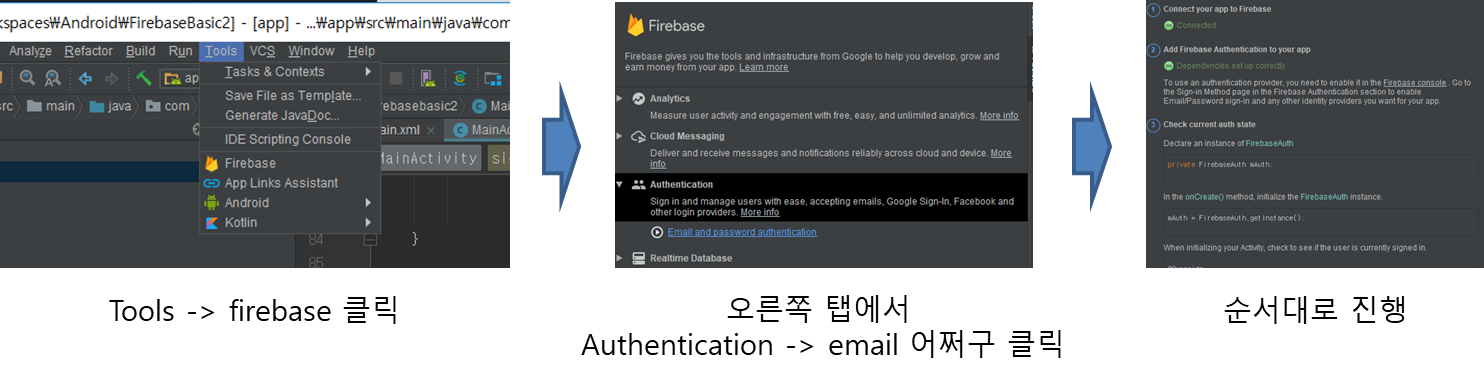 kspaces₩Android₩FirebaseBasic2] - [app] - ...₩app₩src₩main₩java₩com
Analyze Refactor Build Run Tools VCS Window Help
ap
Tasks & Contexts
src main java com
rebasebasic2 Mai
Save File as Template...
Generate JavaDoc...
ain.xml MainAc
IDE Scripting Console
MainActivity sig
Firebase
App Links Assistant
Android
Kotlin
84 }
85
Tools -> firebase 클릭
Firebase
Firebase gives you the tools and infrastructure from Google to help you develop, grow and
earn money from your app. Learn more
Analytics
Measure user activity and engagement with free, easy, and unlimited analytics. More info
Cloud Messaging
Deliver and receive messages and notifications reliably across cloud and device. More
info
Authentication
Sign in and manage users with ease, accepting emails, Google Sign-In, Facebook and
other login providers. More info
Email and password authentication
Realtime Database
오른쪽 탭에서
Authentication -> email 어쩌구 클릭
1 Connect your app to Firebase
Connected
2 Add Firebase Authentication to your app
Dependencies set up correctly
To use an authentication provider, you need to enable it in the Firebase console . Go to
the Sign-in Method page in the Firebase Authentication section to enable
Email/Password sign-in and any other identity providers you want for your app.
3 Check current auth state
Declare an instance of FirebaseAuth
private FirebaseAuth mAuth;
In the onCreate() method, initialize the FirebaseAuth instance.
mAuth = FirebaseAuth.getInstance();
When initializing your Activity, check to see if the user is currently signed in.
순서대로 진행